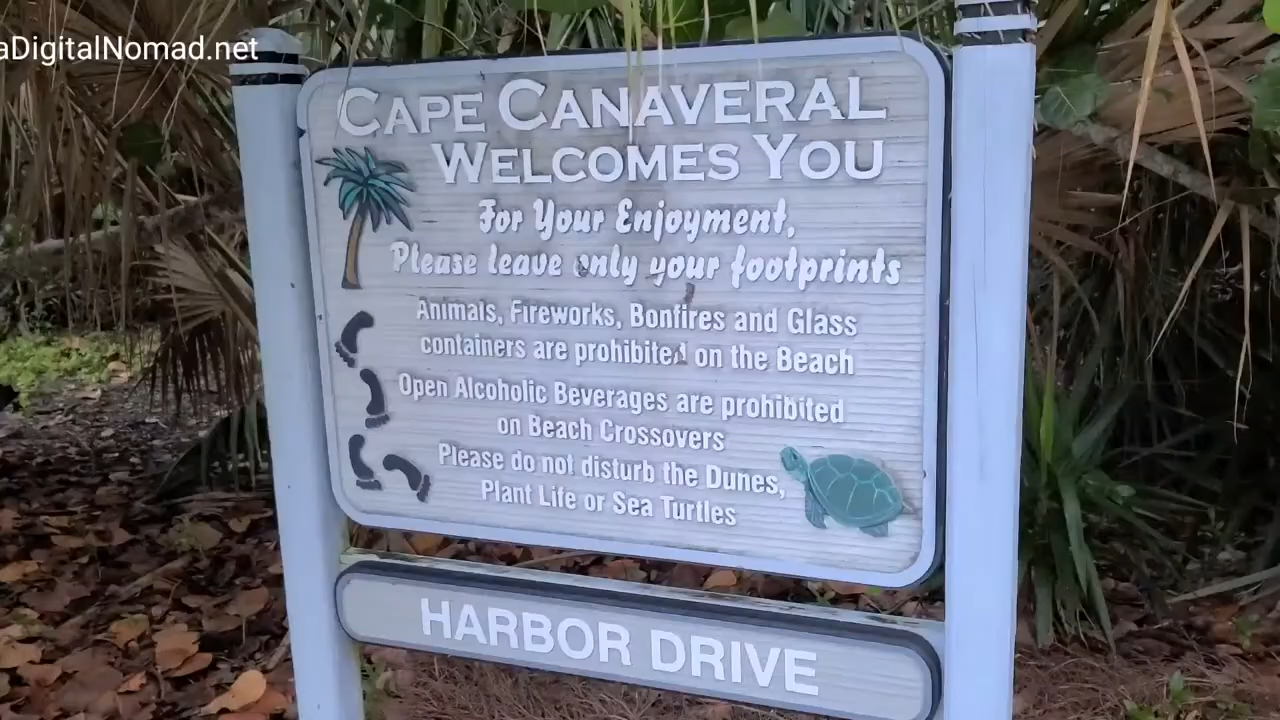 aDigitalNomad.net
CAPE CANAVERAL
WELCOMES YOU
For Your Enjoyment,
Please leave only your footprints
Animals, Fireworks, Bonfires and Glass
containers are prohibited on the Beach
Open Alcoholic Beverages are prohibited
on Beach Crossovers
Please do not disturb the Dunes,
Plant Life or Sea Turtles
HARBOR DRIVE